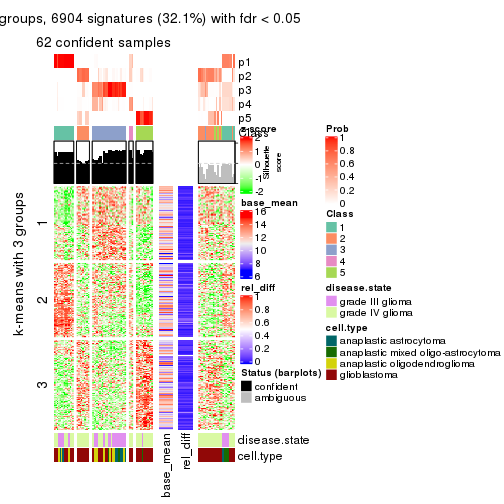 groups, 6904 signatures (32.1%) with fdr < 0.05
62 confident samples
p1
p2
p3
p4
p5
Class
Silhouette
score
k-means with 3 groups
1
2
3
z-score
2
1
0
-1
-2
base_mean
16
14
12
10
8
6
rel_diff
1
0.8
0.6
0.4
0.2
0
Status (barplots)
confident
ambiguous
Prob
1
0.8
0.6
0.4
0.2
0
Class
1
2
3
4
5
disease.state
grade III glioma
grade IV glioma
cell.type
anaplastic astrocytoma
anaplastic mixed oligo-astrocytoma
anaplastic oligodendroglioma
glioblastoma
disease.state
cell.type
base_mean
rel_diff